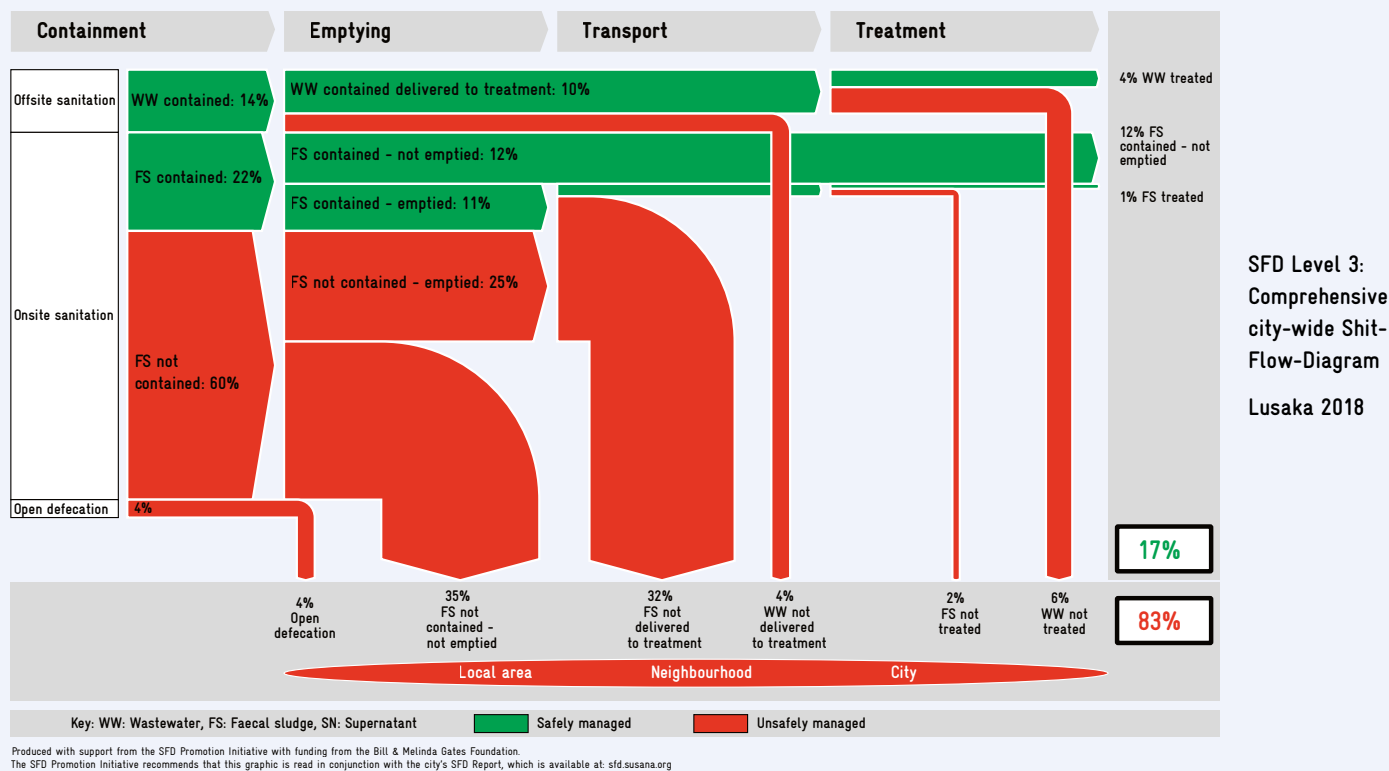 Containment
Emptying
Transport
Treatment
Offsite sanitation
WW contained: 14%
WW contained delivered to treatment: 10%
4% WW treated
Onsite sanitation
FS contained: 22%
FS contained - not emptied: 12%
12% FS
contained - not
emptied
FS contained - emptied: 11%
1% FS treated
FS not contained - emptied: 25%
FS not
contained: 60%
Open defecation
4%
SFD Level 3:
Comprehensive
city-wide Shit-
Flow-Diagram
Lusaka 2018
17%
83%
4%
Open
defecation
35%
FS not
contained -
not emptied
32%
FS not
delivered
to treatment
4%
WW not
delivered
to treatment
2%
FS not
treated
6%
WW not
treated
Local area
Neighbourhood
City
Key: WW: Wastewater, FS: Faecal sludge, SN: Supernatant
Safely managed
Unsafely managed
Produced with support from the SFD Promotion Initiative with funding from the Bill & Melinda Gates Foundation.
The SFD Promotion Initiative recommends that this graphic is read in conjunction with the city's SFD Report, which is available at: sfd.susana.org